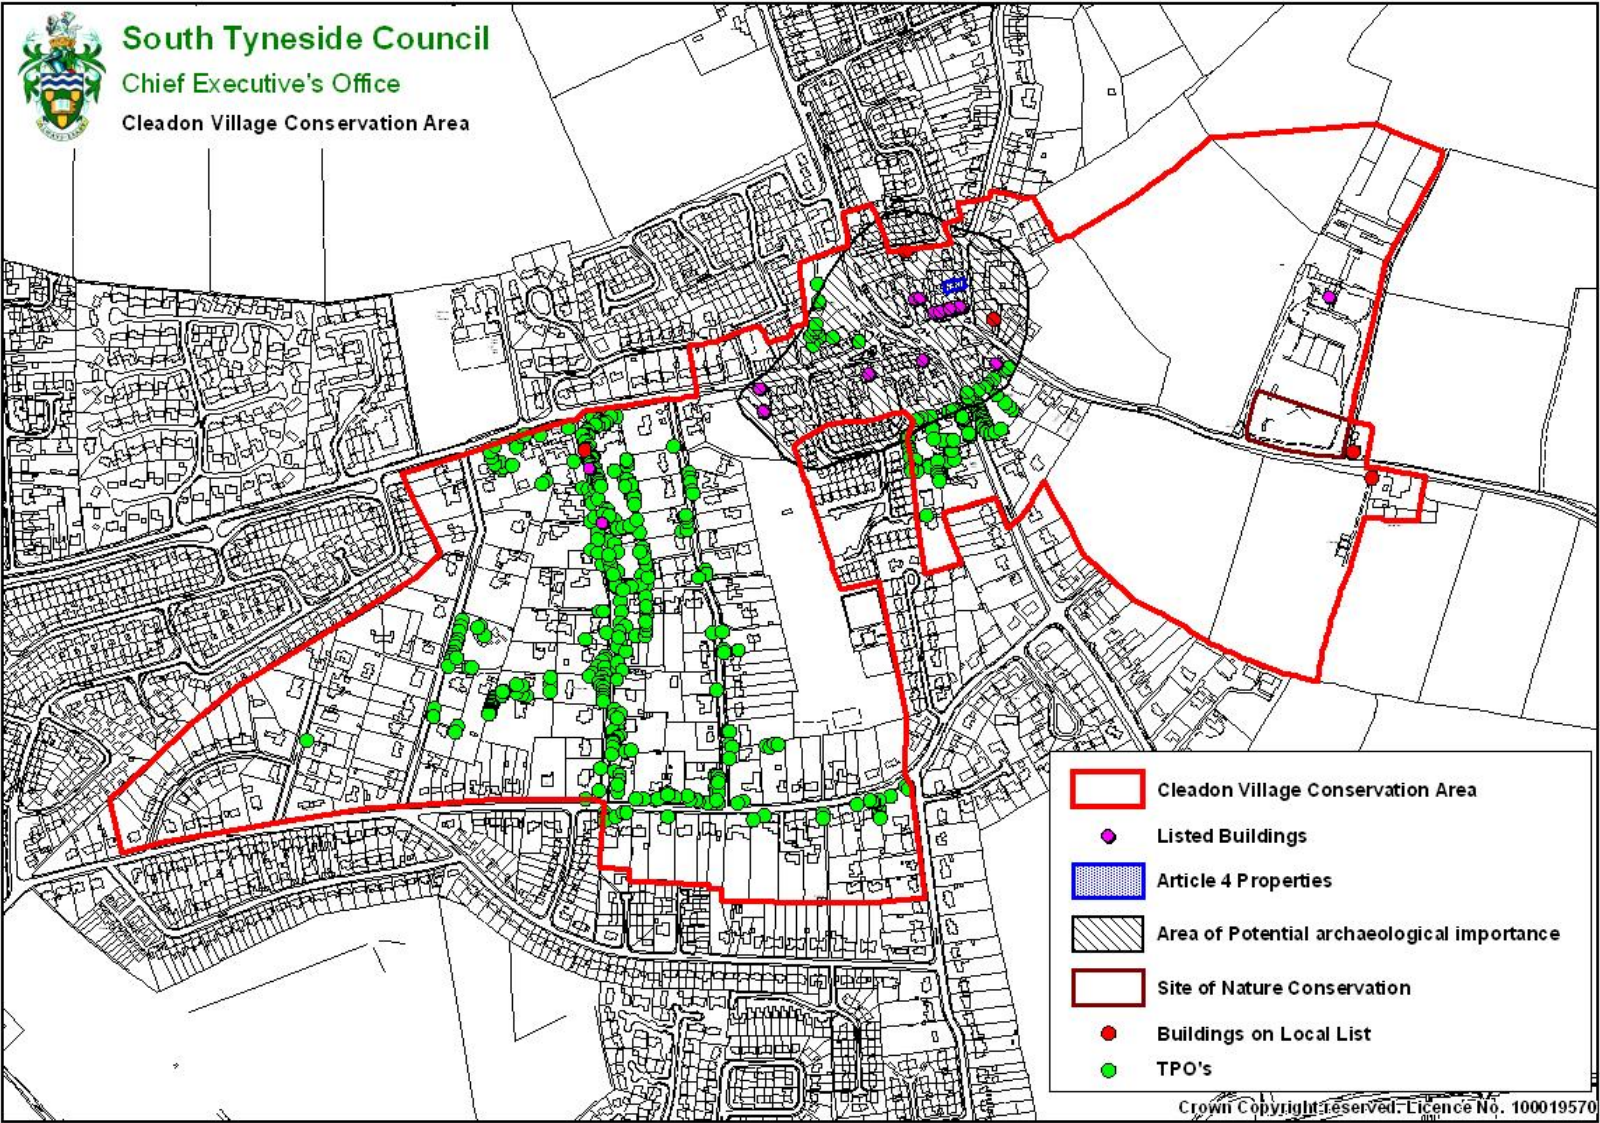 South Tyneside Council
Chief Executive's Office
Cleadon Village Conservation Area
Cleadon Village Conservation Area
Listed Buildings
Article 4 Properties
Area of Potential archaeological importance
Site of Nature Conservation
Buildings on Local List
TPO's
Crown Copyright reserved. Licence No. 100019570